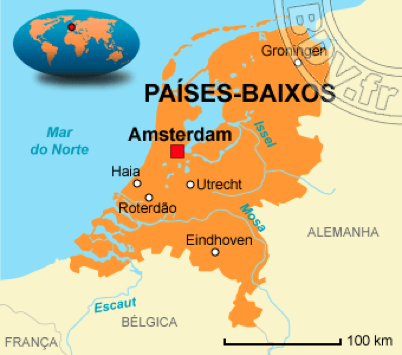 Groningen
PAÍSES-BAIXOS
Mar
do Norte
Amsterdam
Issel
Haia
Utrecht
Roterdão
Mosa
ALEMANHA
Eindhoven
Escaut
BÉLGICA
FRANÇA
100 km